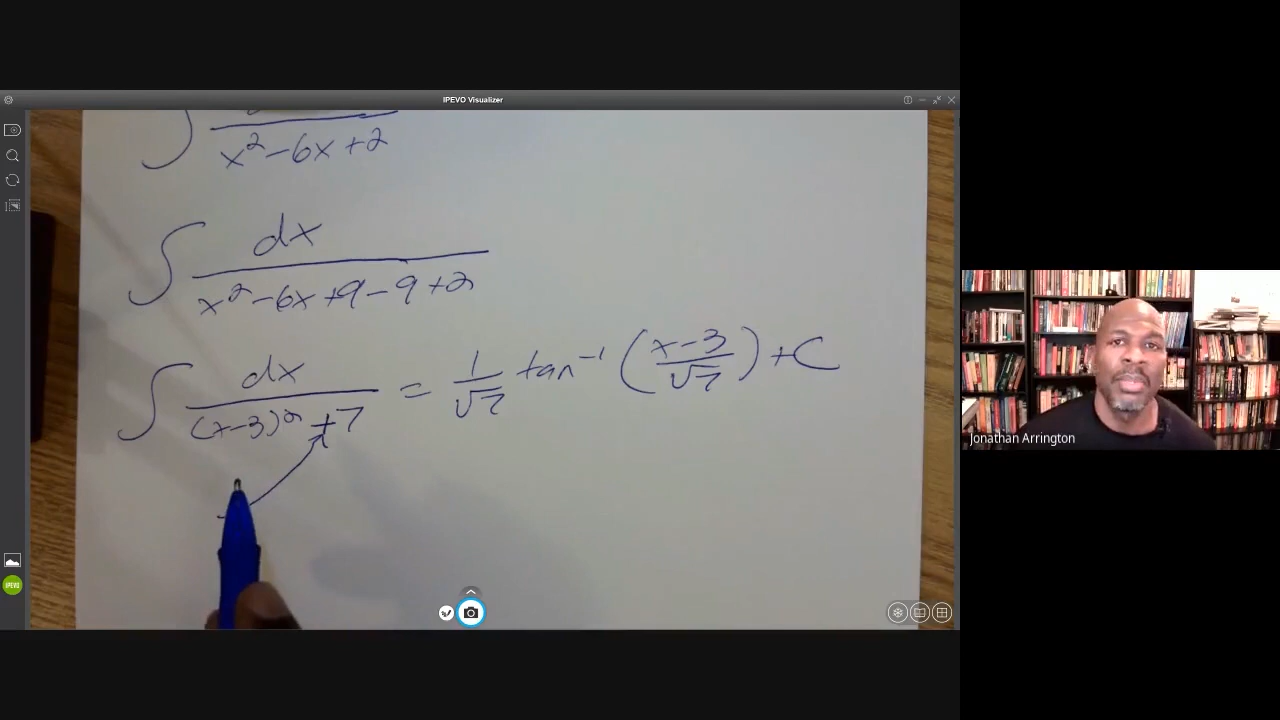 IPEVO Visualizer
∫ / x² - 6x + 2
∫ dx / x² - 6x + 9 - 9 + 2
∫ dx / (x-3)² + 7 = 1/√7 tan⁻¹ (x-3/√7) + C
Jonathan Arrington
IPEVO